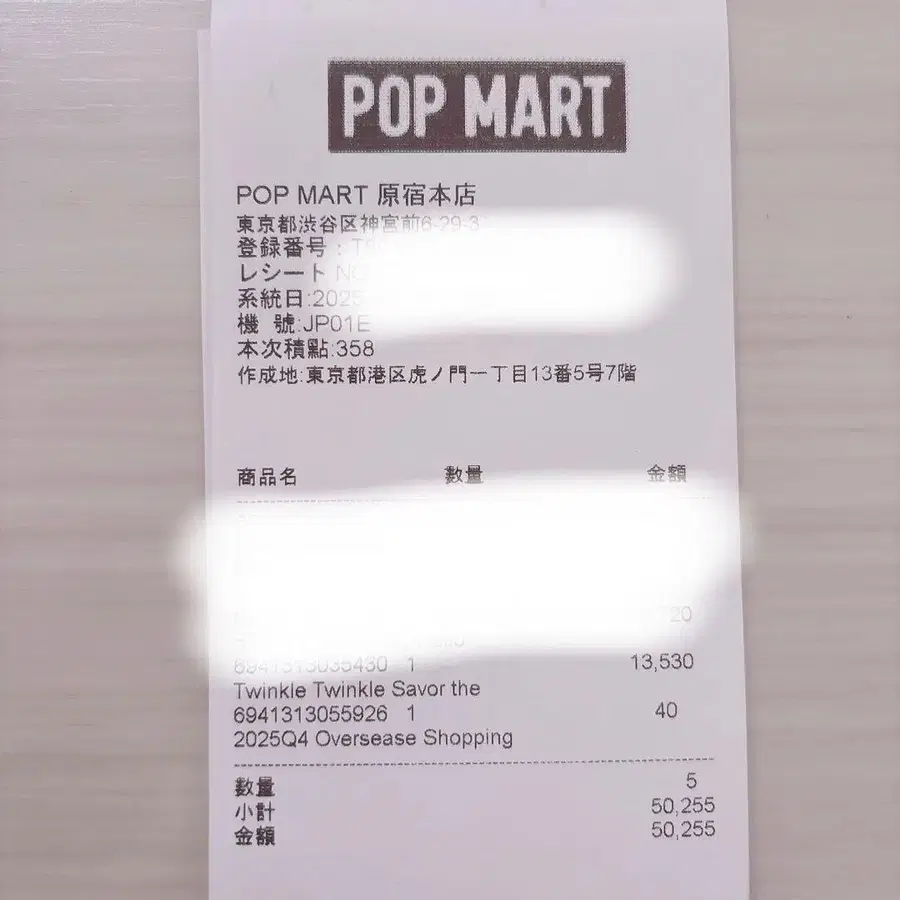 POP MART
POP MART 原宿本店
東京都渋谷区神宮前6-29-3
登録番号：
レシート
系統日:2025
機 號:JP01E
本次積點:358
作成地:東京都港区虎ノ門一丁目13番5号7階
商品名 數量 金額
6941313035430 1 13,530
Twinkle Twinkle Savor the
6941313055926 1 40
2025Q4 Oversease Shopping
數量 5
小計 50,255
金額 50,255